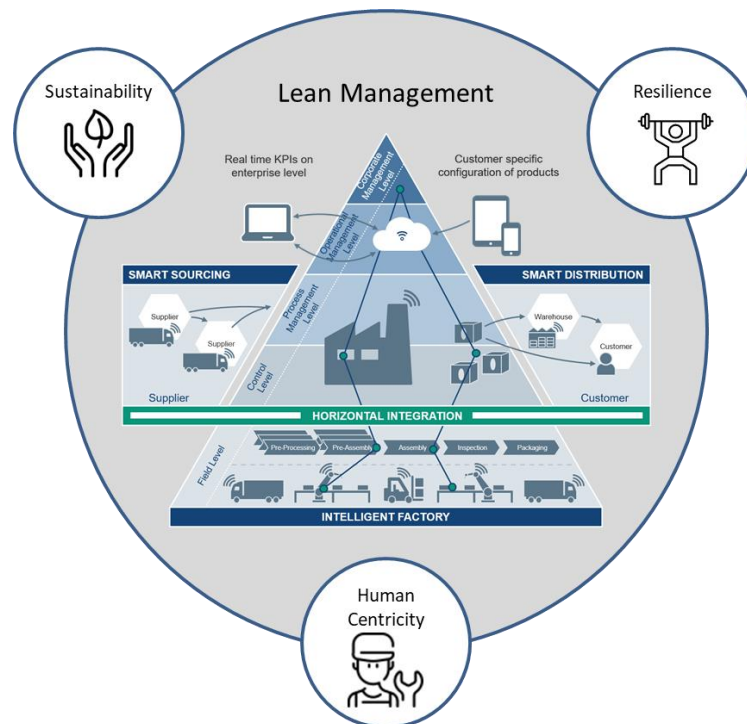 Sustainability
Resilience
Lean Management
Real time KPIs on
enterprise level
Customer specific
configuration of products
Corporate
Management
Level
Operational
Management
Level
SMART SOURCING
SMART DISTRIBUTION
Process
Management
Level
Supplier
Supplier
Warehouse
Customer
Control
Level
Supplier
Customer
HORIZONTAL INTEGRATION
Field Level
Pre-Processing
Pre-Assembly
Assembly
Inspection
Packaging
INTELLIGENT FACTORY
Human
Centricity